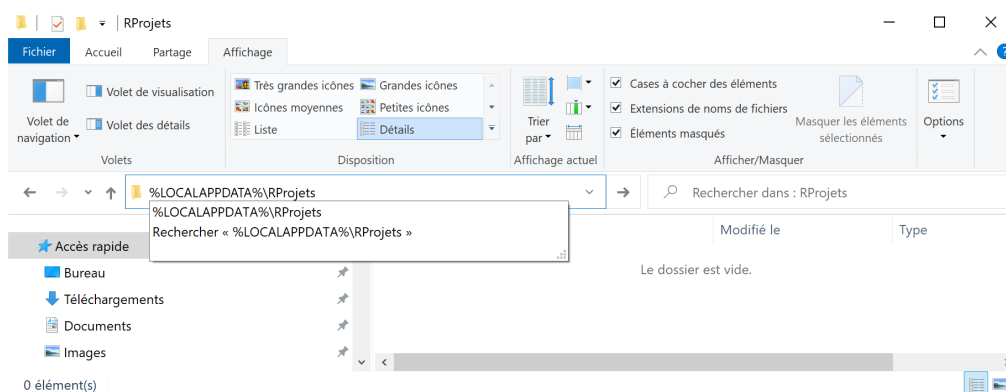 RProjets
Fichier Accueil Partage Affichage
Volet de navigation
Volet de visualisation
Volet des détails
Volets
Très grandes icônes Grandes icônes
Icônes moyennes Petites icônes
Liste Détails
Disposition
Trier par
Affichage actuel
Cases à cocher des éléments
Extensions de noms de fichiers
Éléments masqués
Masquer les éléments sélectionnés
Afficher/Masquer
Options
%LOCALAPPDATA%\RProjets
Rechercher dans : RProjets
%LOCALAPPDATA%\RProjets
Rechercher « %LOCALAPPDATA%\RProjets »
Modifié le Type
Le dossier est vide.
Accès rapide
Bureau
Téléchargements
Documents
Images
0 élément(s)